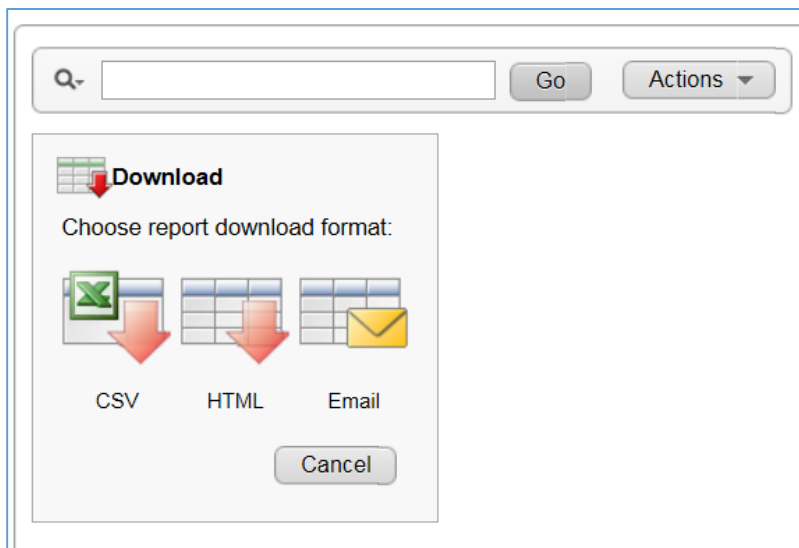 Go
Actions
Download
Choose report download format:
CSV
HTML
Email
Cancel